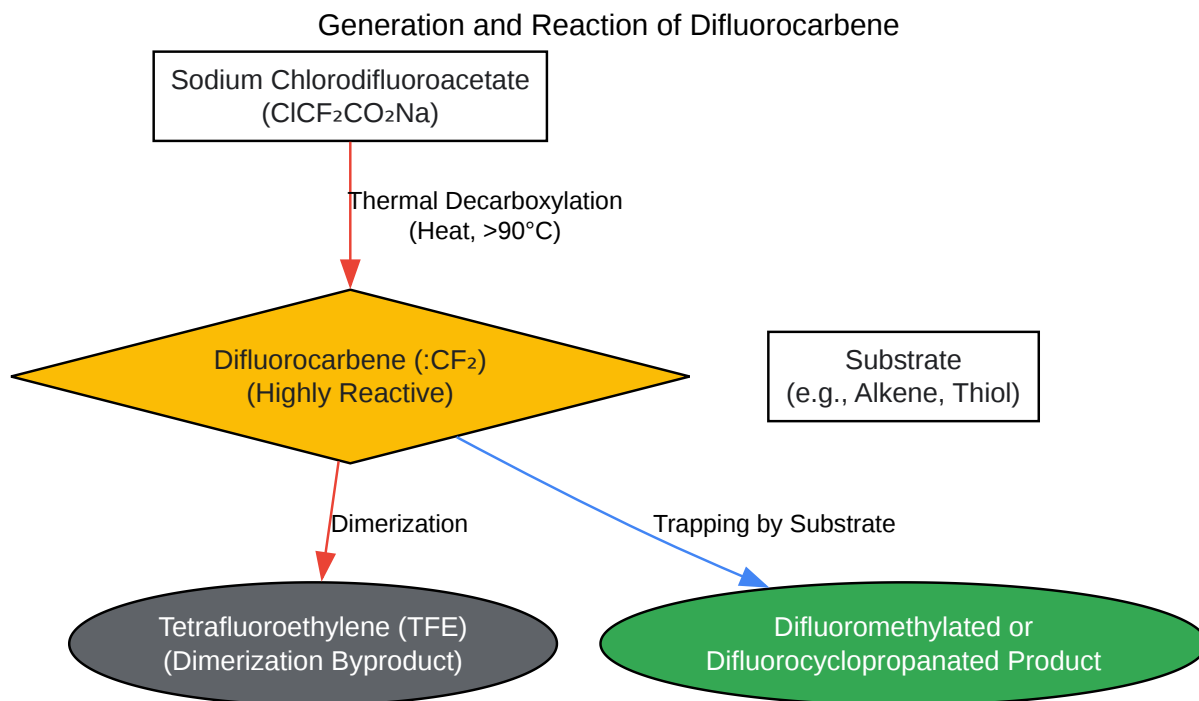 Generation and Reaction of Difluorocarbene
Sodium Chlorodifluoroacetate
(ClCF₂CO₂Na)
Thermal Decarboxylation
(Heat, >90°C)
Difluorocarbene (:CF₂)
(Highly Reactive)
Substrate
(e.g., Alkene, Thiol)
Dimerization
Trapping by Substrate
Tetrafluoroethylene (TFE)
(Dimerization Byproduct)
Difluoromethylated or
Difluorocyclopropanated Product